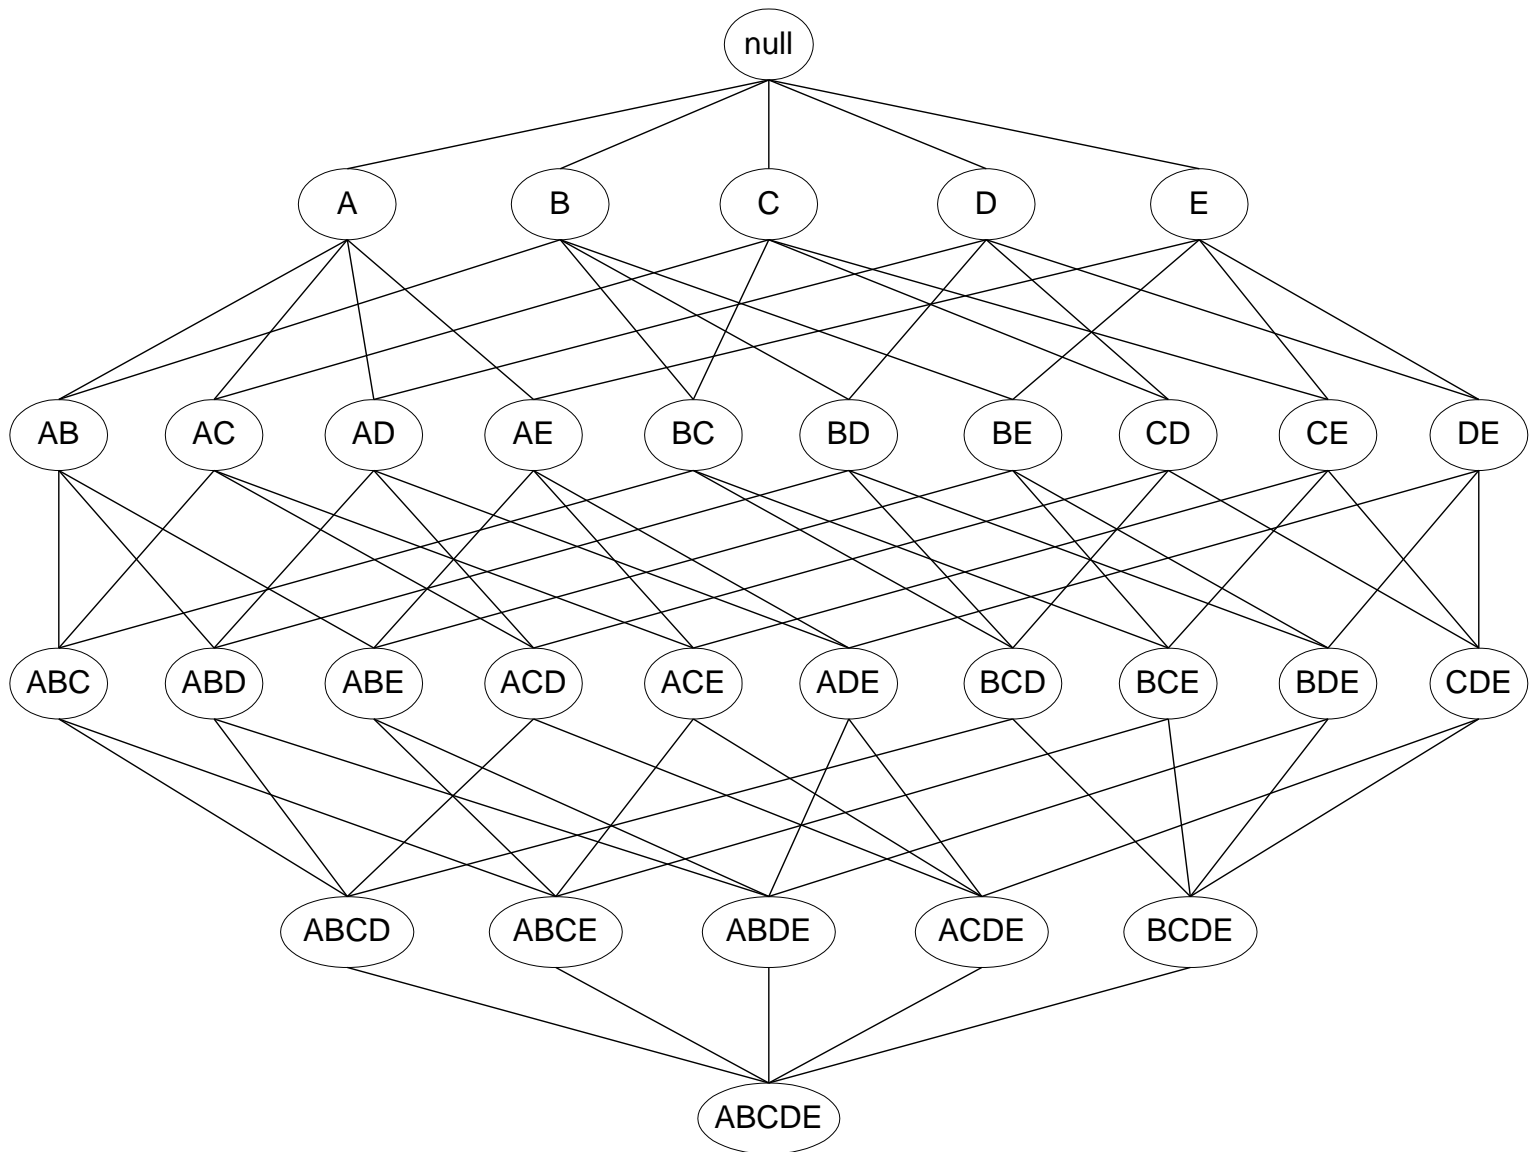 null
A B C D E
AB AC AD AE BC BD BE CD CE DE
ABC ABD ABE ACD ACE ADE BCD BCE BDE CDE
ABCD ABCE ABDE ACDE BCDE
ABCDE